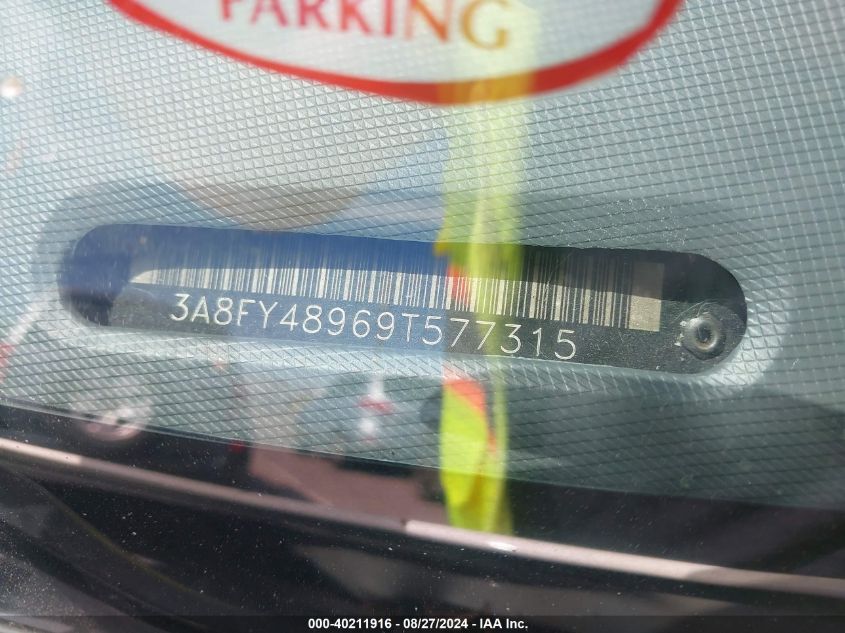 PARKING
3A8FY48969T577315
000-40211916 - 08/27/2024 - IAA Inc.